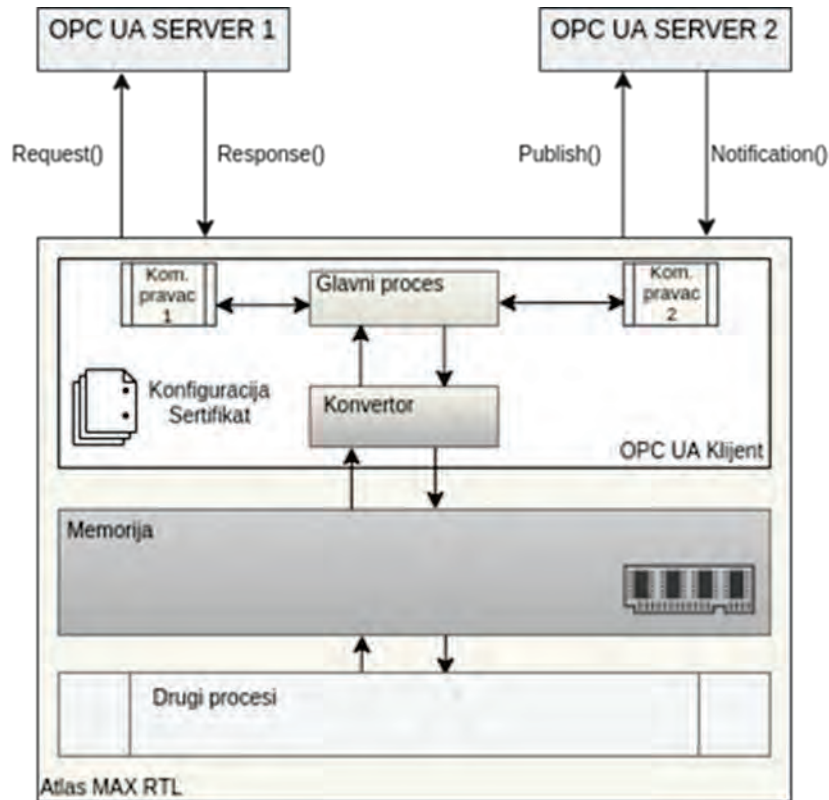 OPC UA SERVER 1
OPC UA SERVER 2
Request()
Response()
Publish()
Notification()
Kom.
pravac
1
Glavni proces
Kom.
pravac
2
Konfiguracija
Sertifikat
Konvertor
OPC UA Klijent
Memorija
Drugi procesi
Atlas MAX RTL